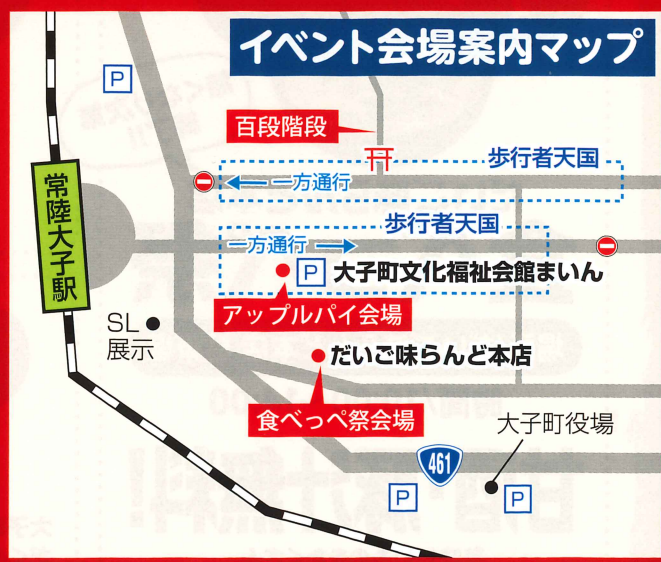 イベント会場案内マップ
P
百段階段
歩行者天国
一方通行
常陸大子駅
歩行者天国
一方通行
P 大子町文化福祉会館まいん
アップルパイ会場
SL
展示
だいご味らんど本店
食べっぺ祭会場
大子町役場
461
P
P